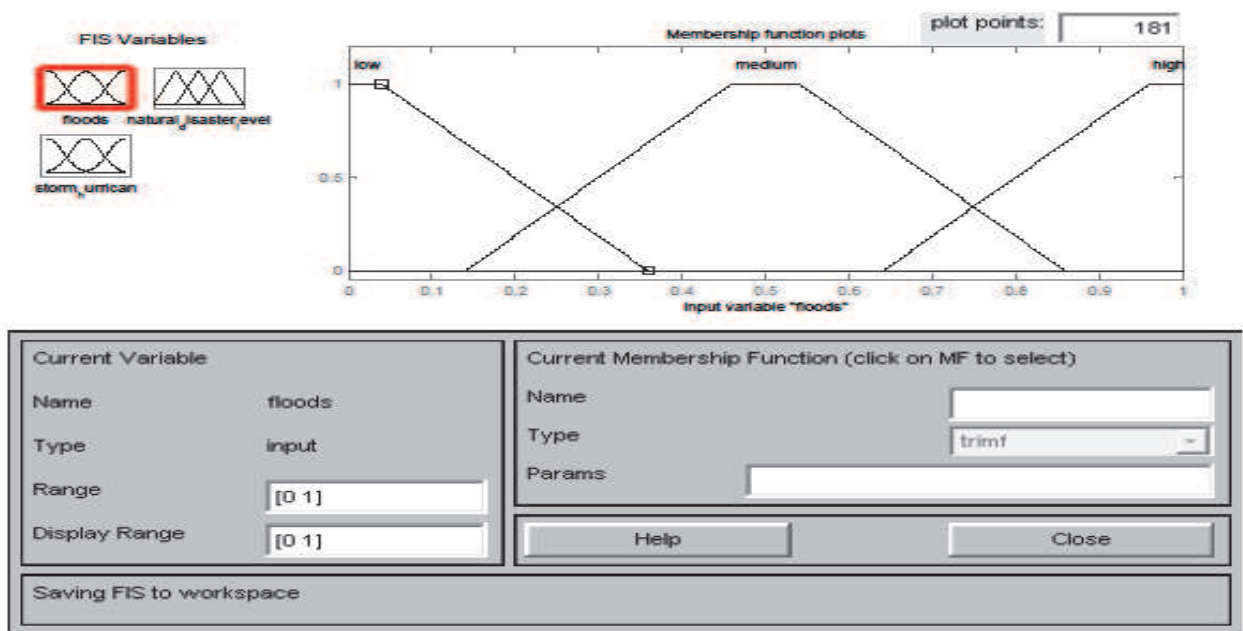 FIS Variables
Membership function plots
plot points:
181
floods
natural_disaster_level
storm_hurrican
low
medium
high
1
0.5
0
0
0.1
0.2
0.3
0.4
0.5
0.6
0.7
0.8
0.9
1
input variable "floods"
Current Variable
Name
floods
Type
input
Range
[0 1]
Display Range
[0 1]
Current Membership Function (click on MF to select)
Name
Type
trimf
Params
Help
Close
Saving FIS to workspace